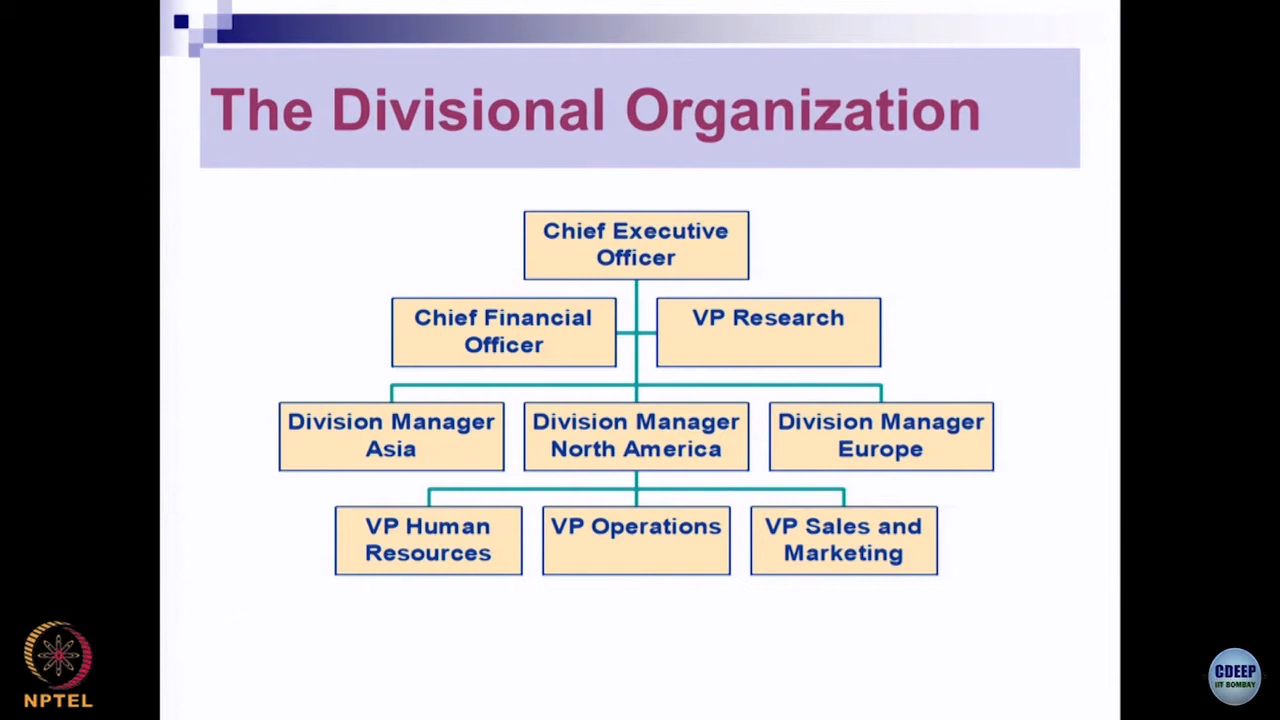 The Divisional Organization
Chief Executive
Officer
Chief Financial
Officer
VP Research
Division Manager
Asia
Division Manager
North America
Division Manager
Europe
VP Human
Resources
VP Operations
VP Sales and
Marketing
NPTEL
CDEEP
IIT BOMBAY